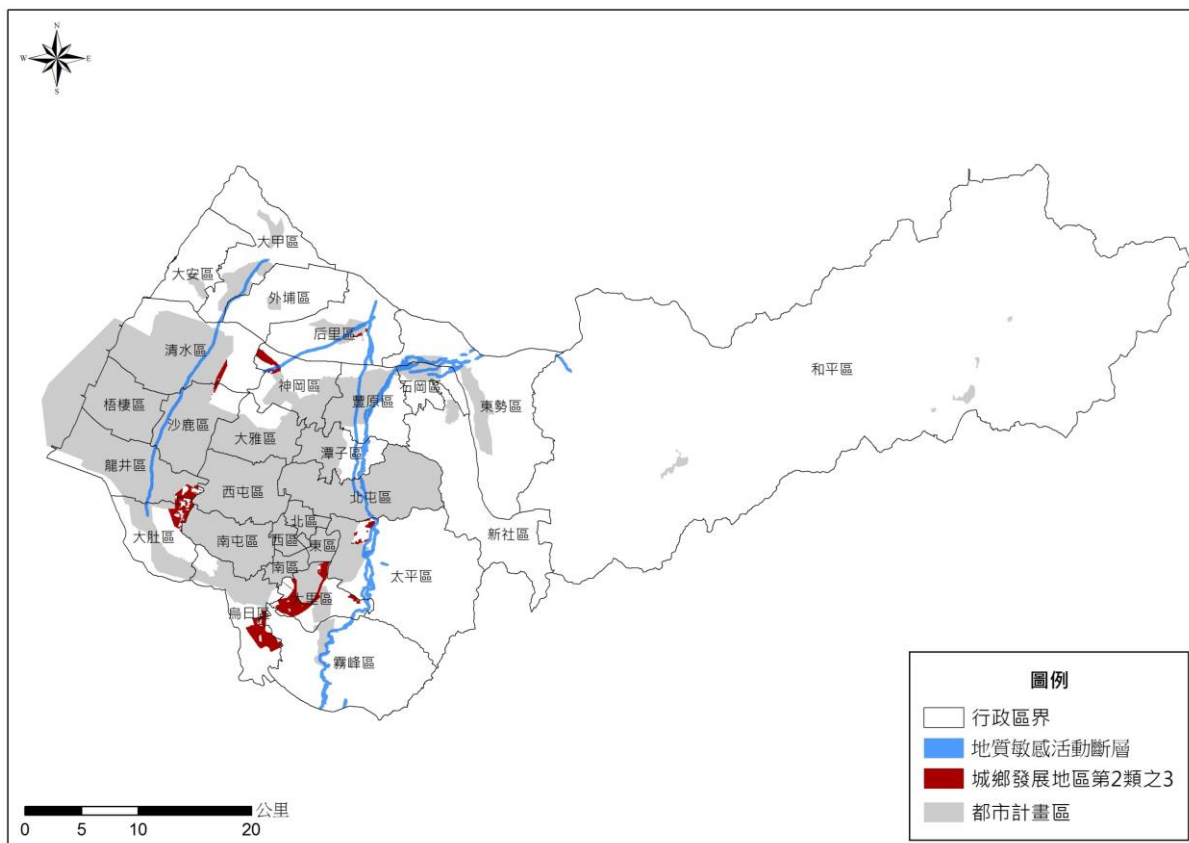 N
W
E
S
大甲區
大安區
外埔區
后里區
清水區
神岡區
石岡區
豐原區
東勢區
和平區
梧棲區
沙鹿區
大雅區
潭子區
龍井區
西屯區
北屯區
大肚區
北區
南屯區
西區
東區
新社區
南區
太平區
大里區
烏日區
霧峰區
圖例
行政區界
地質敏感活動斷層
城鄉發展地區第2類之3
都市計畫區
公里
0 5 10 20